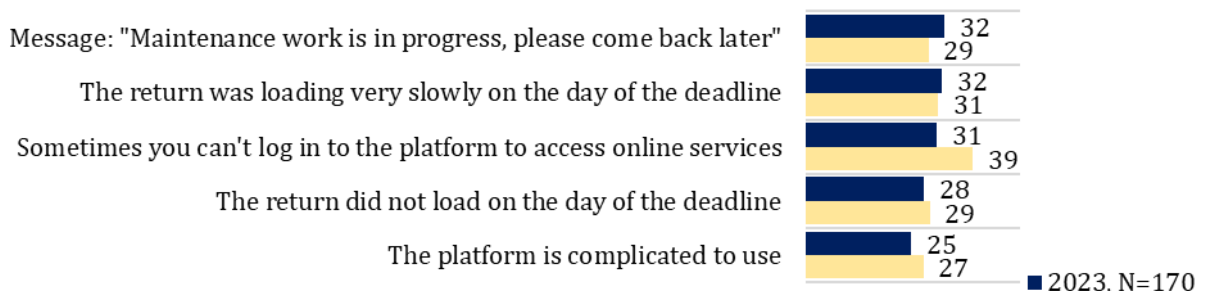 Message: "Maintenance work is in progress, please come back later"
32
29
The return was loading very slowly on the day of the deadline
32
31
Sometimes you can't log in to the platform to access online services
31
39
The return did not load on the day of the deadline
28
29
The platform is complicated to use
25
27
2023. N=170